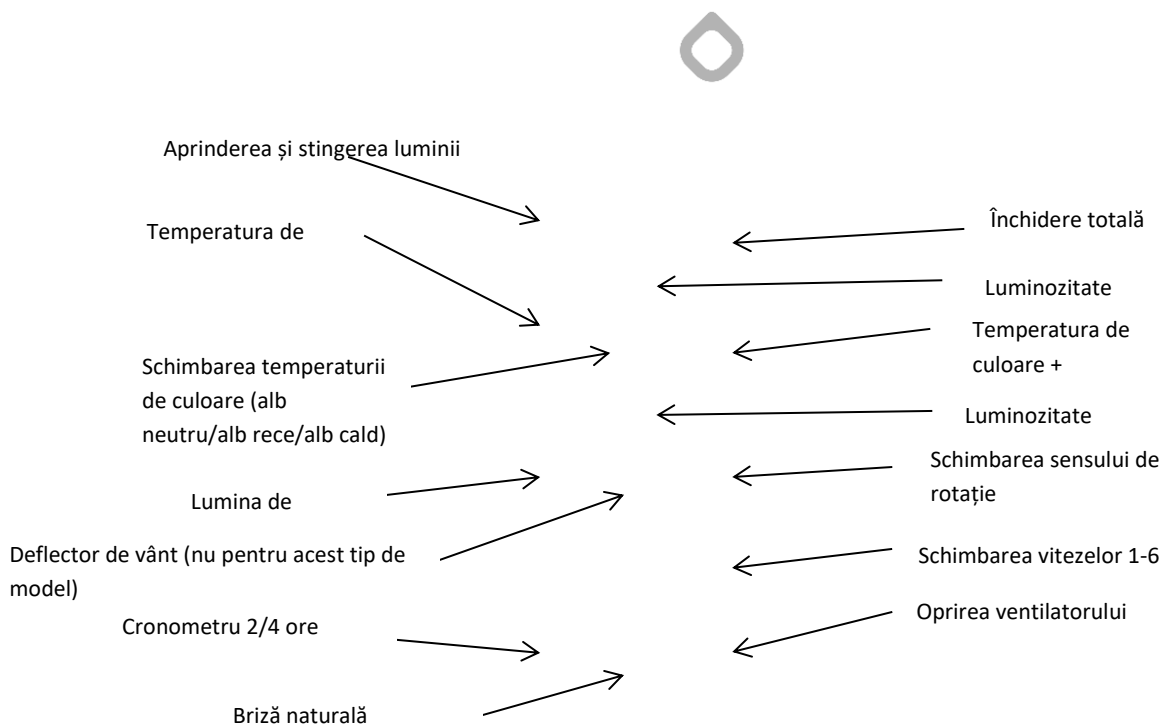 Aprinderea și stingerea luminii
Temperatura de
Schimbarea temperaturii
de culoare (alb
neutru/alb rece/alb cald)
Lumina de
Deflector de vânt (nu pentru acest tip de
model)
Cronometru 2/4 ore
Briză naturală
Închidere totală
Luminozitate
Temperatura de
culoare +
Luminozitate
Schimbarea sensului de
rotație
Schimbarea vitezelor 1-6
Oprirea ventilatorului